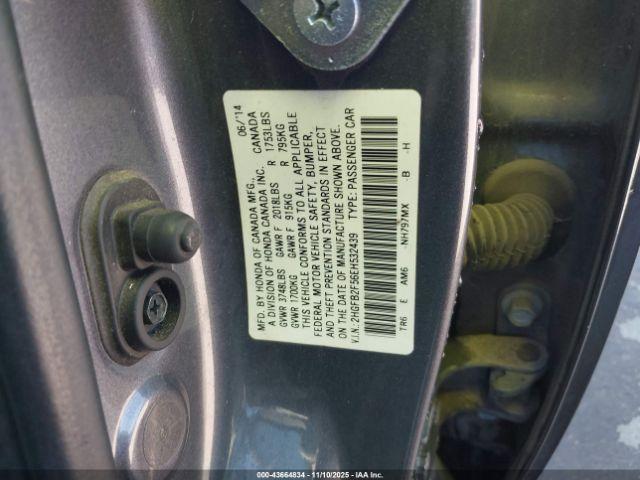 MFD. BY HONDA OF CANADA MFG., 06/'14
A DIVISION OF HONDA CANADA INC. CANADA
GVWR 3748LBS GAWR F 2018LBS R 1753LBS
GVWR 1700KG GAWR F 915KG R 795KG
THIS VEHICLE CONFORMS TO ALL APPLICABLE
FEDERAL MOTOR VEHICLE SAFETY, BUMPER,
AND THEFT PREVENTION STANDARDS IN EFFECT
ON THE DATE OF MANUFACTURE SHOWN ABOVE.
V.I.N.: 2HGFB2F56EH532439 TYPE: PASSENGER CAR
TR6 E AM6 -NH797MX -B -H
00-43664834 - 11/10/2025 - IAA Inc.